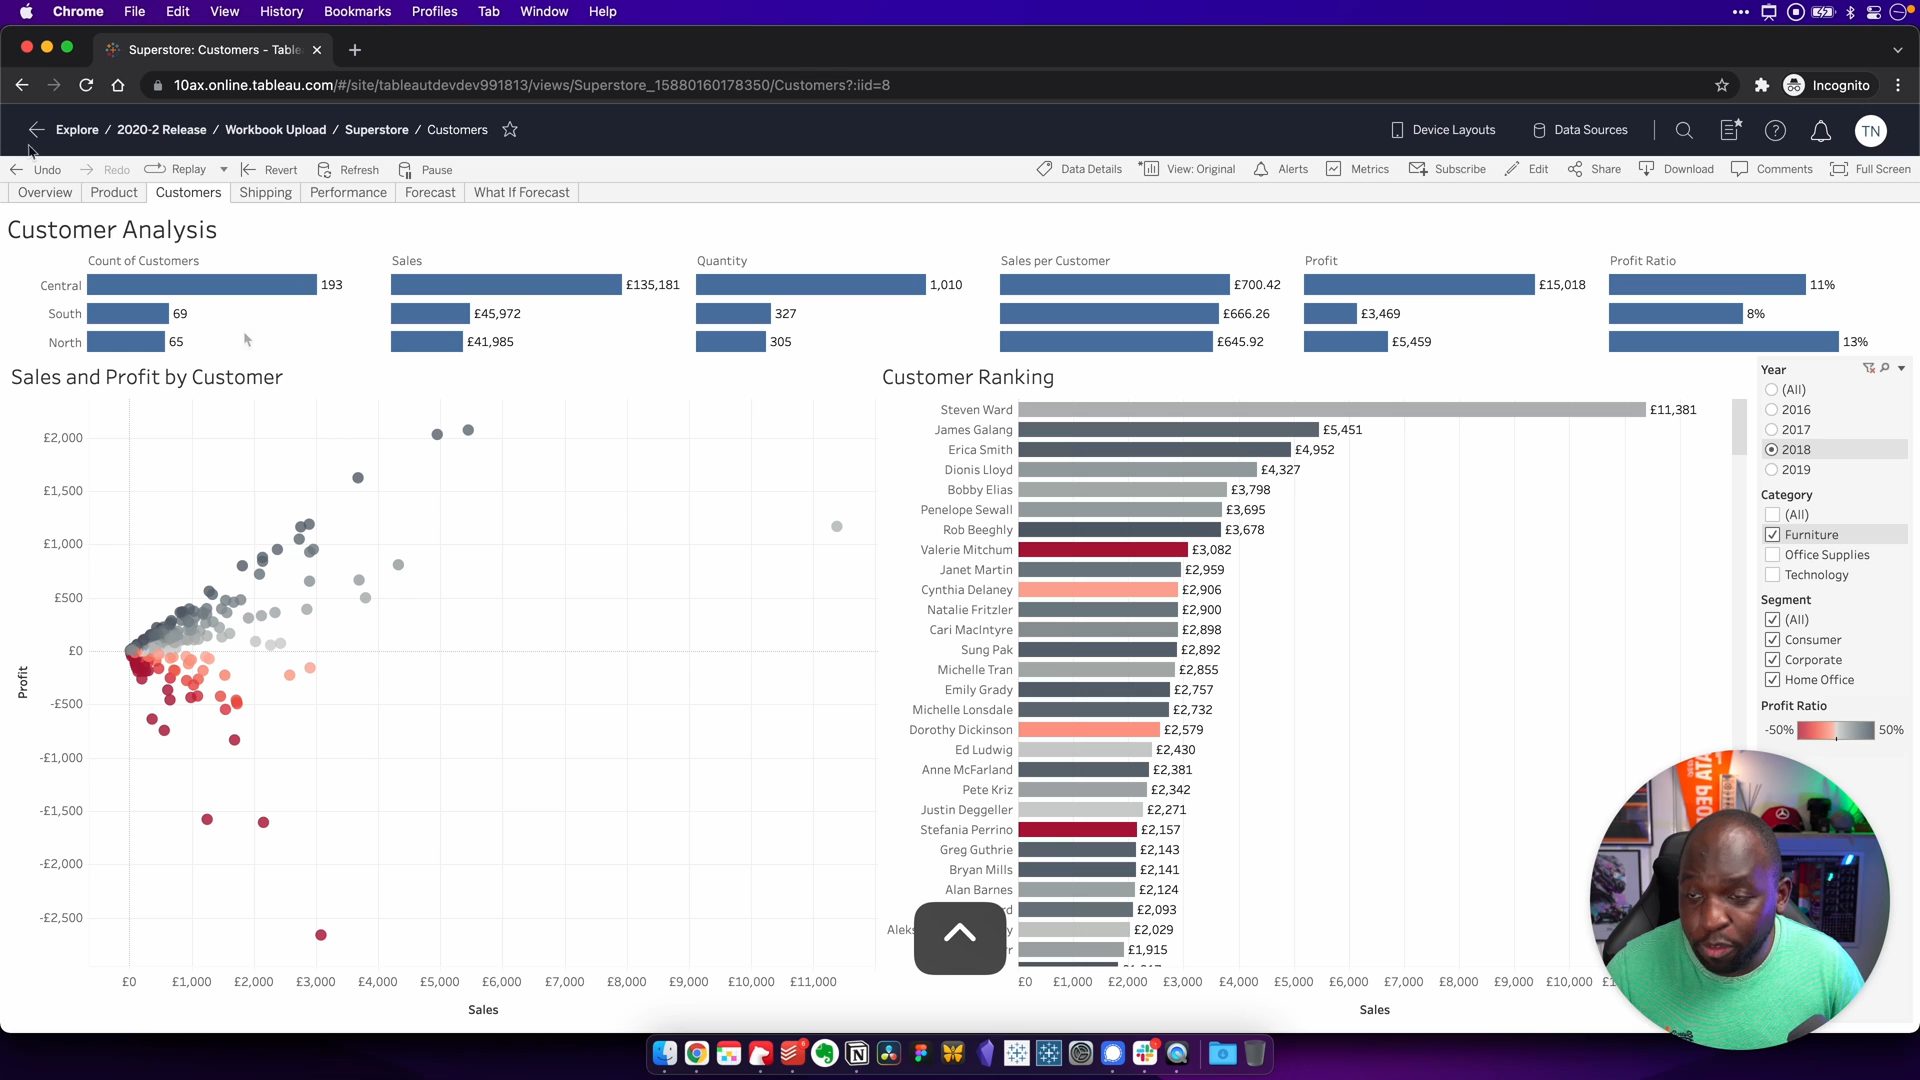 Chrome File Edit View History Bookmarks Profiles Tab Window Help
Superstore: Customers - Table
10ax.online.tableau.com/#/site/tableautdevdev991813/views/Superstore_15880160178350/Customers?:iid=8
Incognito
Explore / 2020-2 Release / Workbook Upload / Superstore / Customers
Device Layouts Data Sources TN
Undo Redo Replay Revert Refresh Pause
Data Details View: Original Alerts Metrics Subscribe Edit Share Download Comments Full Screen
Overview Product Customers Shipping Performance Forecast What If Forecast
Customer Analysis
Count of Customers Sales Quantity Sales per Customer Profit Profit Ratio
Central 193 £135,181 1,010 £700.42 £15,018 11%
South 69 £45,972 327 £666.26 £3,469 8%
North 65 £41,985 305 £645.92 £5,459 13%
Sales and Profit by Customer
£2,000
£1,500
£1,000
£500
£0
-£500
-£1,000
-£1,500
-£2,000
-£2,500
Profit
£0 £1,000 £2,000 £3,000 £4,000 £5,000 £6,000 £7,000 £8,000 £9,000 £10,000 £11,000
Sales
Customer Ranking
Steven Ward £11,381
James Galang £5,451
Erica Smith £4,952
Dionis Lloyd £4,327
Bobby Elias £3,798
Penelope Sewall £3,695
Rob Beeghly £3,678
Valerie Mitchum £3,082
Janet Martin £2,959
Cynthia Delaney £2,906
Natalie Fritzler £2,900
Cari MacIntyre £2,898
Sung Pak £2,892
Michelle Tran £2,855
Emily Grady £2,757
Michelle Lonsdale £2,732
Dorothy Dickinson £2,579
Ed Ludwig £2,430
Anne McFarland £2,381
Pete Kriz £2,342
Justin Deggeller £2,271
Stefania Perrino £2,157
Greg Guthrie £2,143
Bryan Mills £2,141
Alan Barnes £2,124
£2,093
£2,029
£1,915
£0 £1,000 £2,000 £3,000 £4,000 £5,000 £6,000 £7,000 £8,000 £9,000 £10,000
Sales
Year
(All)
2016
2017
2018
2019
Category
(All)
Furniture
Office Supplies
Technology
Segment
(All)
Consumer
Corporate
Home Office
Profit Ratio
-50% 50%